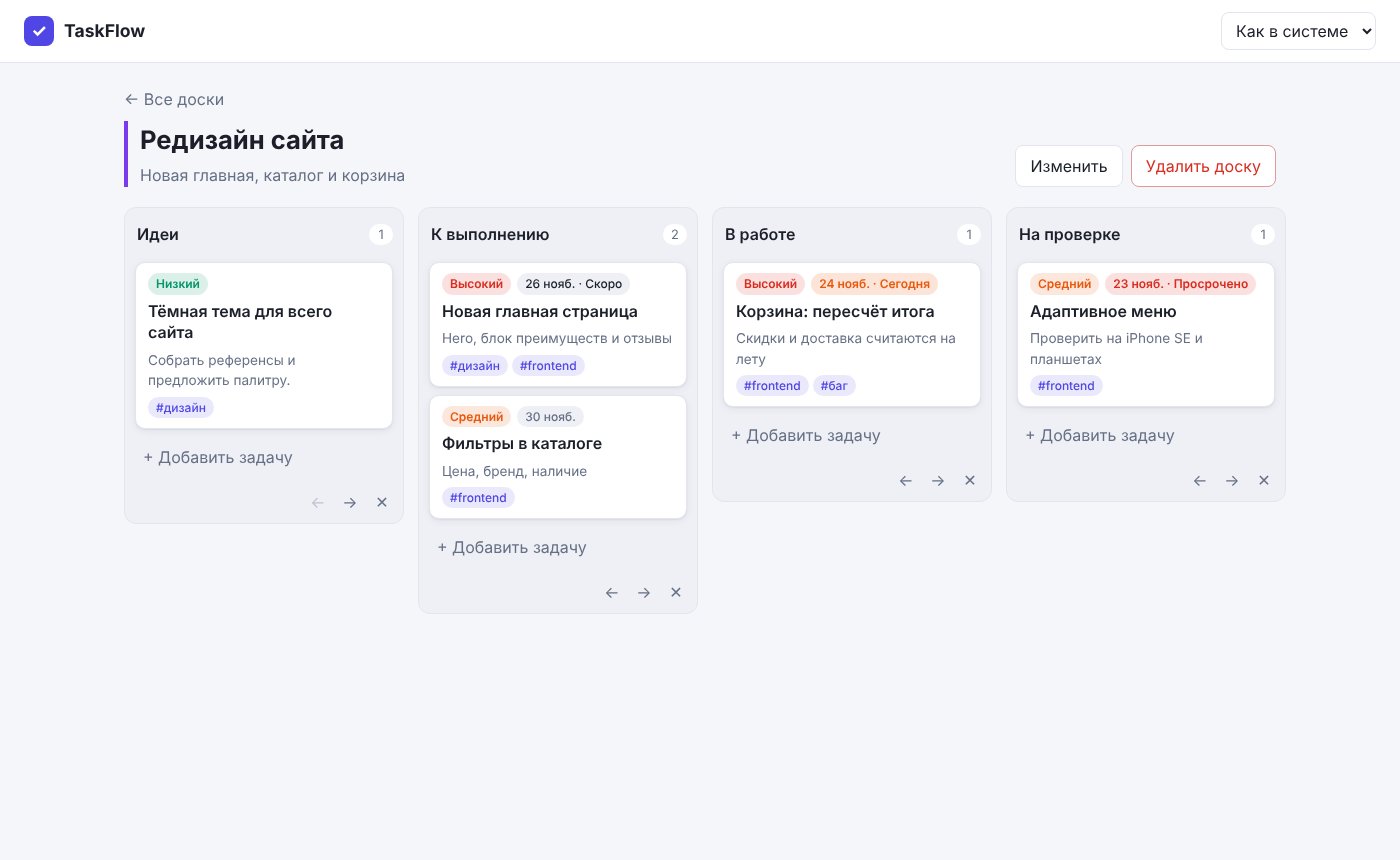 TaskFlow
Как в системе
← Все доски
Редизайн сайта
Новая главная, каталог и корзина
Изменить
Удалить доску
Идеи
1
Низкий
Тёмная тема для всего
сайта
Собрать референсы и
предложить палитру.
#дизайн
+ Добавить задачу
← → ✕
К выполнению
2
Высокий
26 нояб. · Скоро
Новая главная страница
Hero, блок преимуществ и отзывы
#дизайн
#frontend
Средний
30 нояб.
Фильтры в каталоге
Цена, бренд, наличие
#frontend
+ Добавить задачу
← → ✕
В работе
1
Высокий
24 нояб. · Сегодня
Корзина: пересчёт итога
Скидки и доставка считаются на
лету
#frontend
#баг
+ Добавить задачу
← → ✕
На проверке
1
Средний
23 нояб. · Просрочено
Адаптивное меню
Проверить на iPhone SE и
планшетах
#frontend
+ Добавить задачу
← → ✕